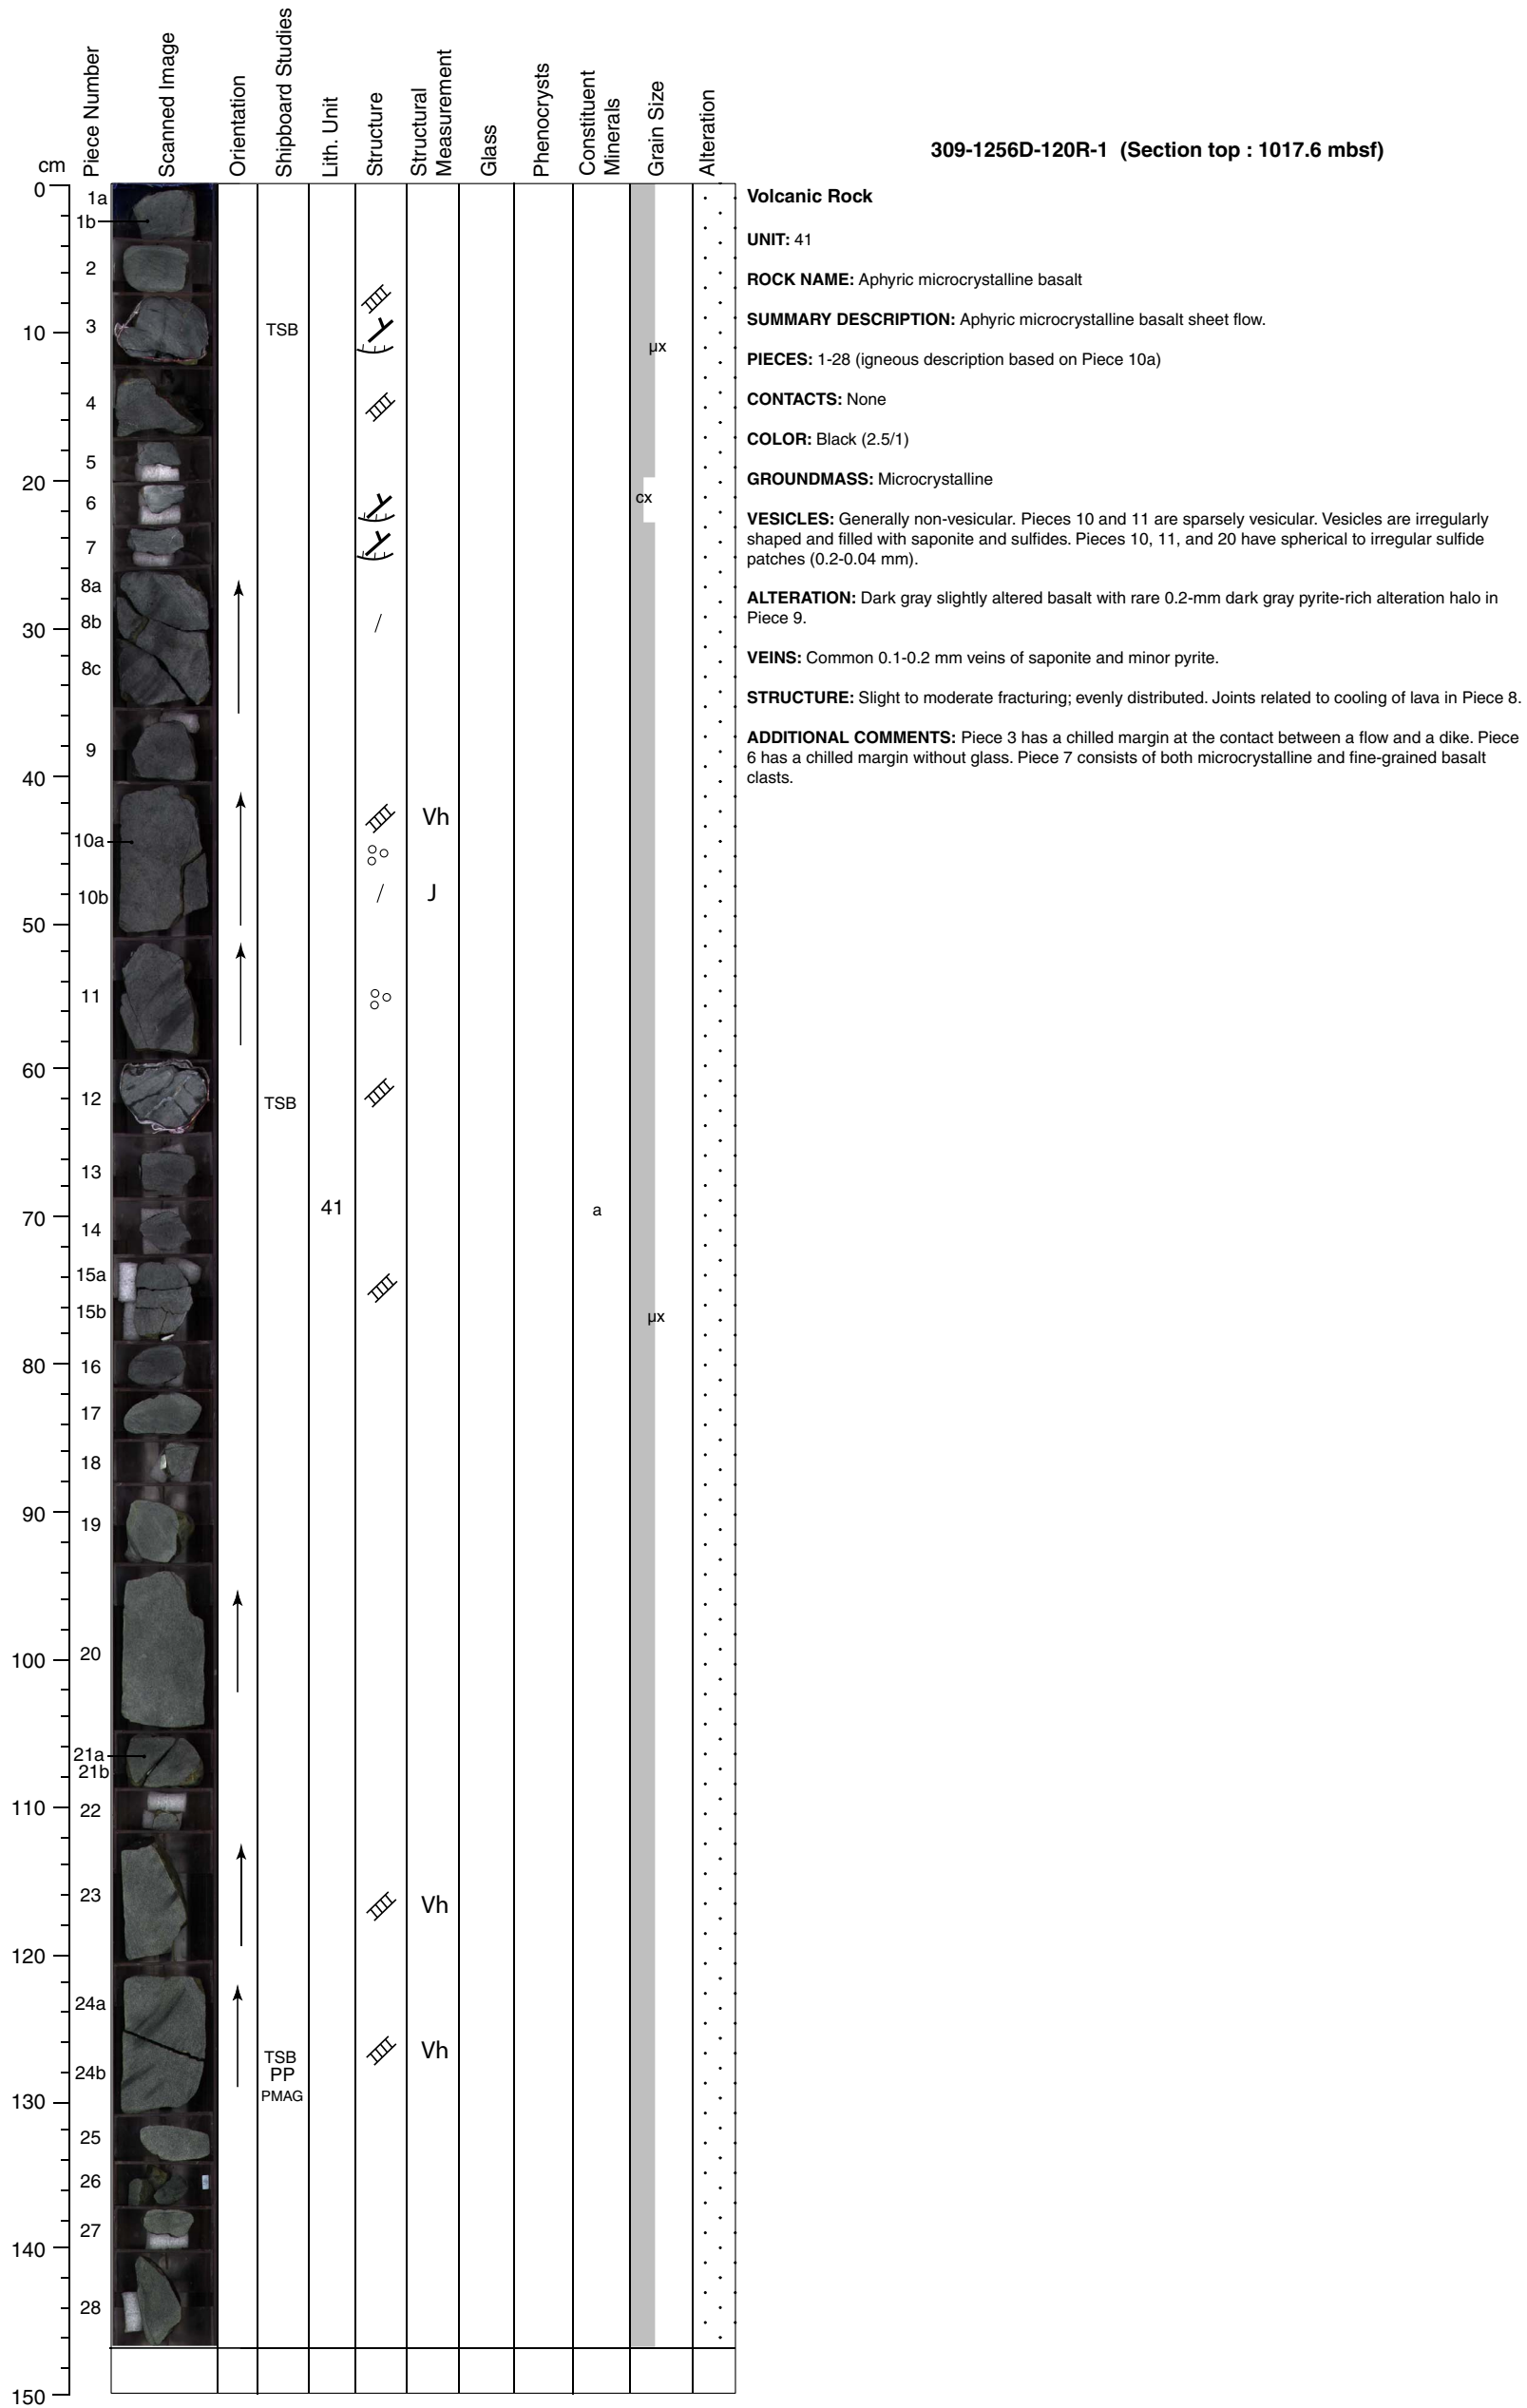 cm
Piece Number
Scanned Image
Orientation
Shipboard Studies
Lith. Unit
Structure
Structural
Measurement
Glass
Phenocrysts
Constituent
Minerals
Grain Size
Alteration
309-1256D-120R-1 (Section top : 1017.6 mbsf)
Volcanic Rock
UNIT: 41
ROCK NAME: Aphyric microcrystalline basalt
SUMMARY DESCRIPTION: Aphyric microcrystalline basalt sheet flow.
PIECES: 1-28 (igneous description based on Piece 10a)
CONTACTS: None
COLOR: Black (2.5/1)
GROUNDMASS: Microcrystalline
VESICLES: Generally non-vesicular. Pieces 10 and 11 are sparsely vesicular. Vesicles are irregularly
shaped and filled with saponite and sulfides. Pieces 10, 11, and 20 have spherical to irregular sulfide
patches (0.2-0.04 mm).
ALTERATION: Dark gray slightly altered basalt with rare 0.2-mm dark gray pyrite-rich alteration halo in
Piece 9.
VEINS: Common 0.1-0.2 mm veins of saponite and minor pyrite.
STRUCTURE: Slight to moderate fracturing; evenly distributed. Joints related to cooling of lava in Piece 8.
ADDITIONAL COMMENTS: Piece 3 has a chilled margin at the contact between a flow and a dike. Piece
6 has a chilled margin without glass. Piece 7 consists of both microcrystalline and fine-grained basalt
clasts.
0
10
20
30
40
50
60
70
80
90
100
110
120
130
140
150
1a
1b
2
3
4
5
6
7
8a
8b
8c
9
10a
10b
11
12
13
14
15a
15b
16
17
18
19
20
21a
21b
22
23
24a
24b
25
26
27
28
TSB
TSB
TSB
PP
PMAG
41
Vh
J
Vh
Vh
a
µx
cx
µx